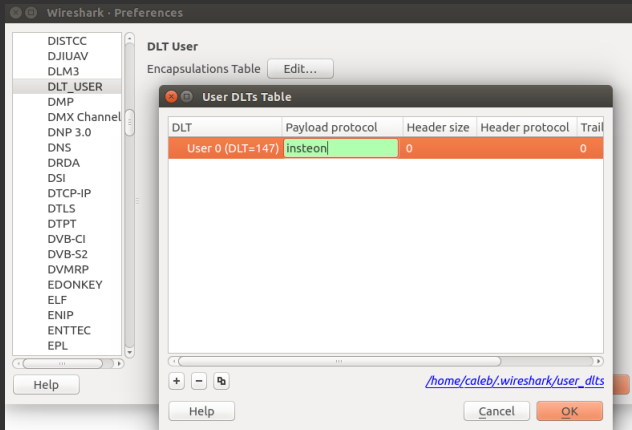 Wireshark · Preferences
DISTCC
DJIUAV
DLM3
DLT_USER
DMP
DMX Channel
DNP 3.0
DNS
DRDA
DSI
DTCP-IP
DTLS
DTPT
DVB-CI
DVB-S2
DVMRP
EDONKEY
ELF
ENIP
ENTTEC
EPL
Help
DLT User
Encapsulations Table Edit...
User DLTs Table
DLT Payload protocol Header size Header protocol Trail
User 0 (DLT=147) insteon 0 0
/home/caleb/.wireshark/user_dlts
Help Cancel OK